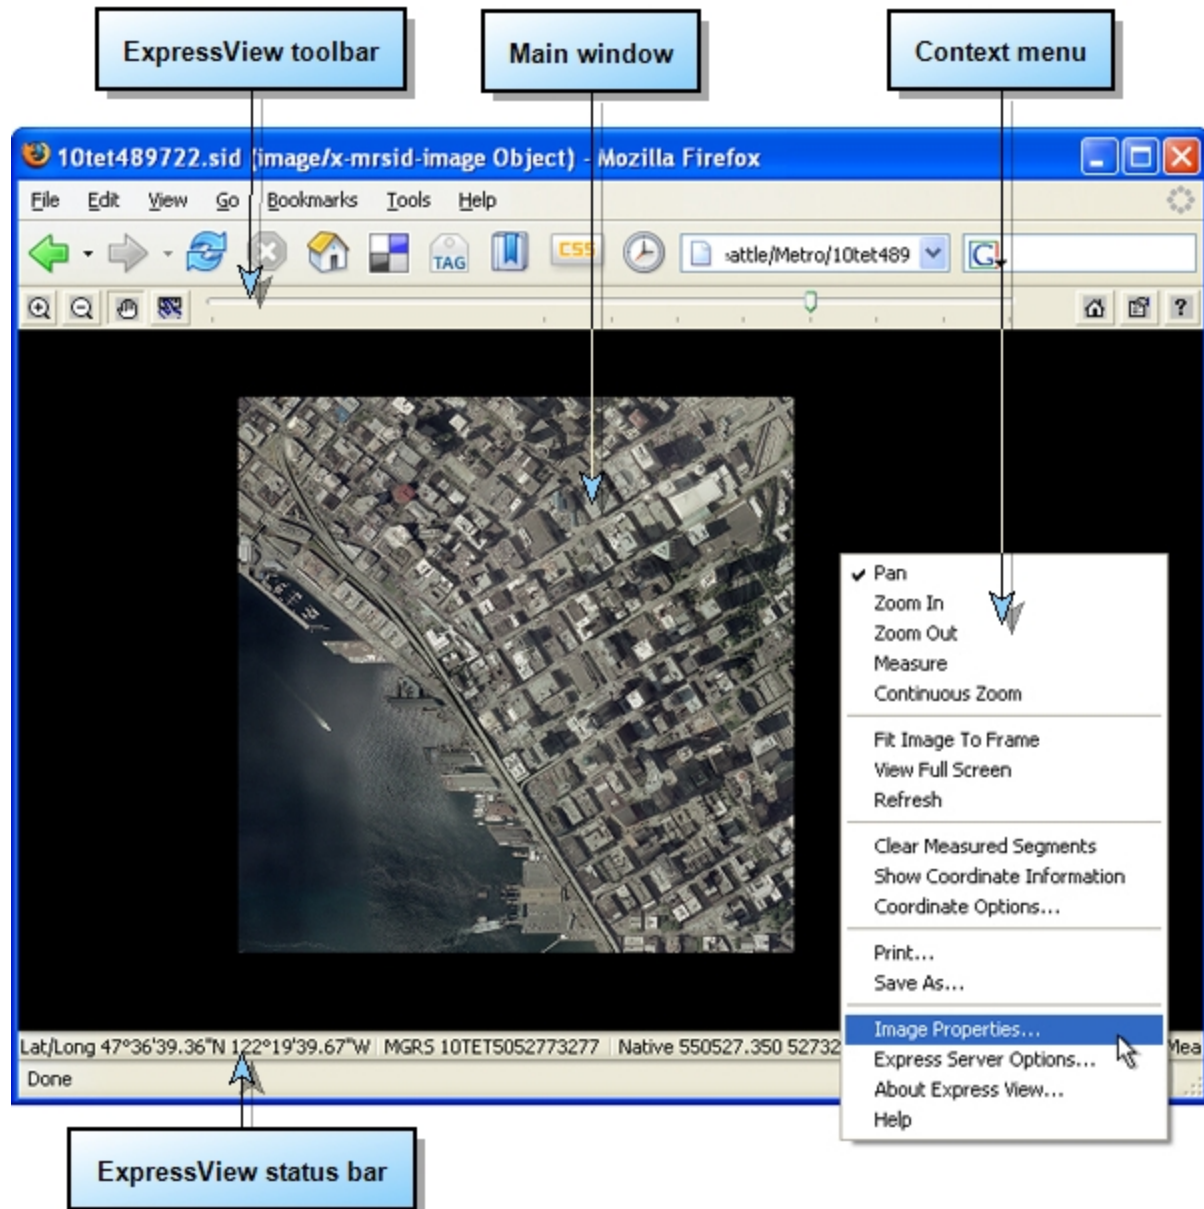 ExpressView toolbar
Main window
Context menu
10tet489722.sid (image/x-mrsid-image Object) - Mozilla Firefox
File Edit View Go Bookmarks Tools Help
TAG CSS attle/Metro/10tet489 G
?
Pan
Zoom In
Zoom Out
Measure
Continuous Zoom
Fit Image To Frame
View Full Screen
Refresh
Clear Measured Segments
Show Coordinate Information
Coordinate Options...
Print...
Save As...
Image Properties...
Express Server Options...
About Express View...
Help
Lat/Long 47°36'39.36"N 122°19'39.67"W MGRS 10TET5052773277 Native 550527.350 52732 Mea
Done
ExpressView status bar